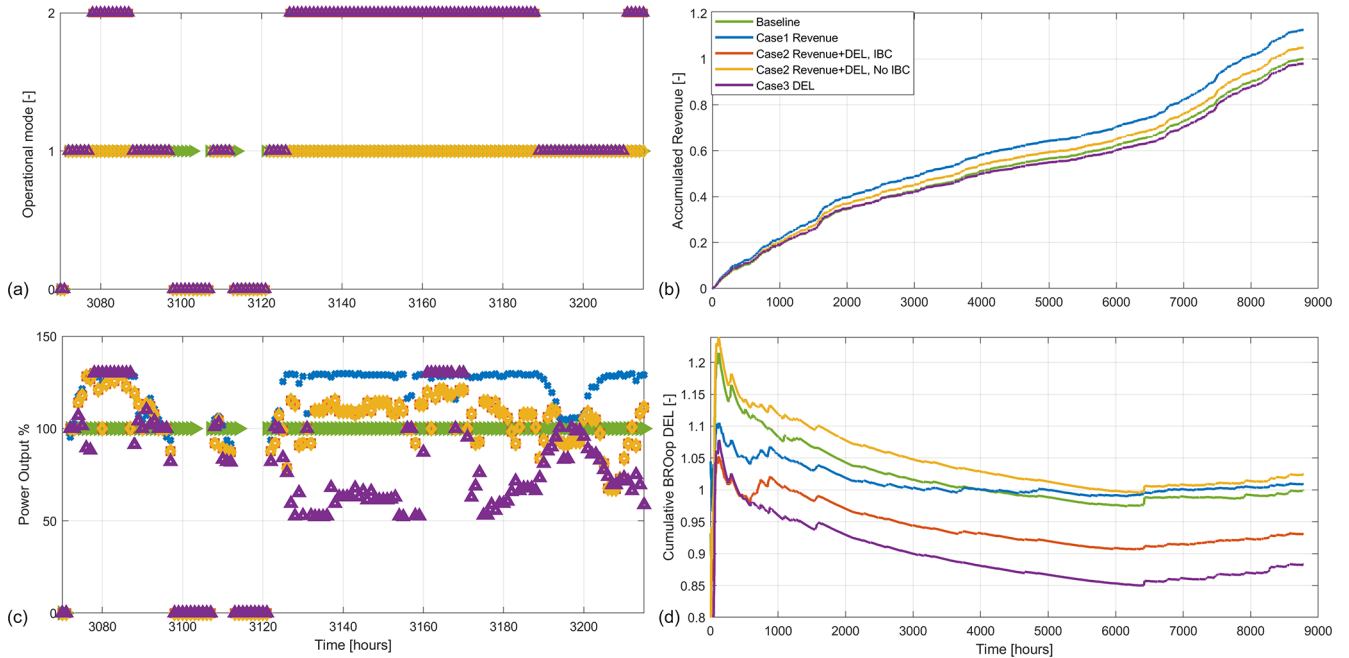 2
1
0
Operational mode [-]
3080 3100 3120 3140 3160 3180 3200
(a)
1.2
1
0.8
0.6
0.4
0.2
0
Accumulated Revenue [-]
Baseline
Case1 Revenue
Case2 Revenue+DEL, IBC
Case2 Revenue+DEL, No IBC
Case3 DEL
0 1000 2000 3000 4000 5000 6000 7000 8000 9000
(b)
150
100
50
0
Power Output %
3080 3100 3120 3140 3160 3180 3200
Time [hours]
(c)
1.2
1.15
1.1
1.05
1
0.95
0.9
0.85
0.8
Cumulative BROop DEL [-]
0 1000 2000 3000 4000 5000 6000 7000 8000 9000
Time [hours]
(d)